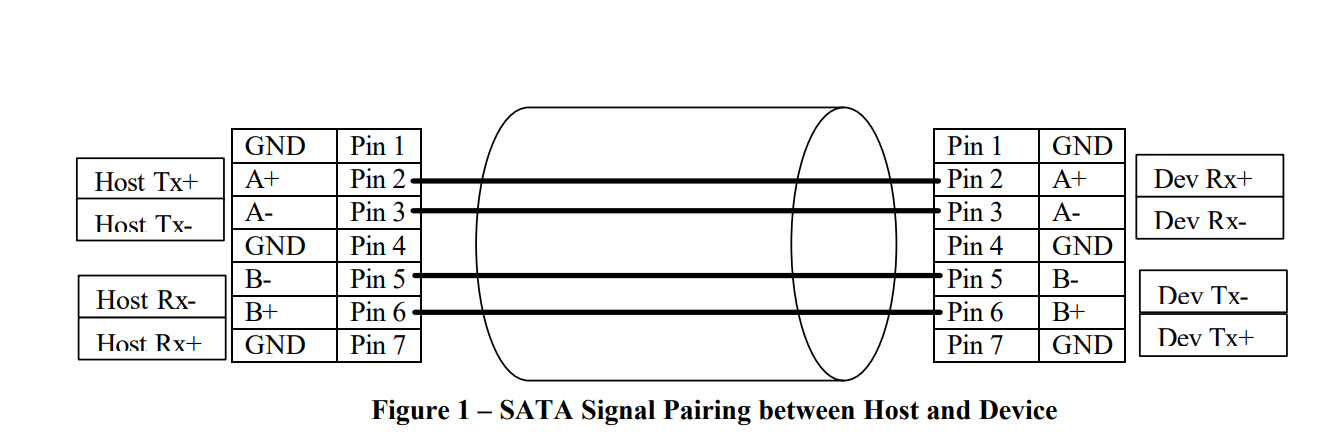 GND Pin 1 Pin 1 GND
Host Tx+ A+ Pin 2 Pin 2 A+ Dev Rx+
Host Tx- A- Pin 3 Pin 3 A- Dev Rx-
GND Pin 4 Pin 4 GND
Host Rx- B- Pin 5 Pin 5 B- Dev Tx-
Host Rx+ B+ Pin 6 Pin 6 B+ Dev Tx+
GND Pin 7 Pin 7 GND
Figure 1 – SATA Signal Pairing between Host and Device